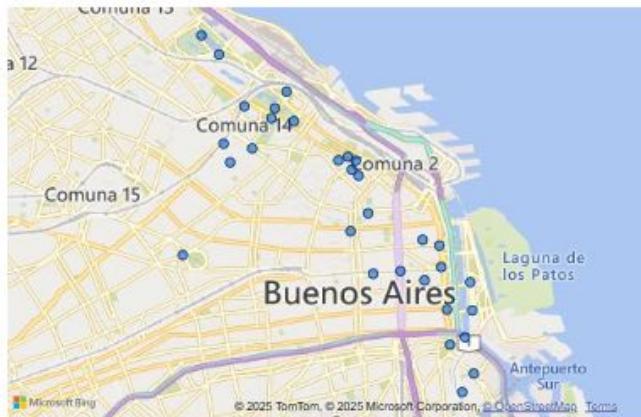 Comuna 13
Comuna 12
Comuna 14
Comuna 2
Comuna 15
Laguna de
los Patos
Buenos Aires
Antepuerto
Sur
Microsoft Bing
© 2025 TomTom, © 2025 Microsoft Corporation, © OpenStreetMap Terms